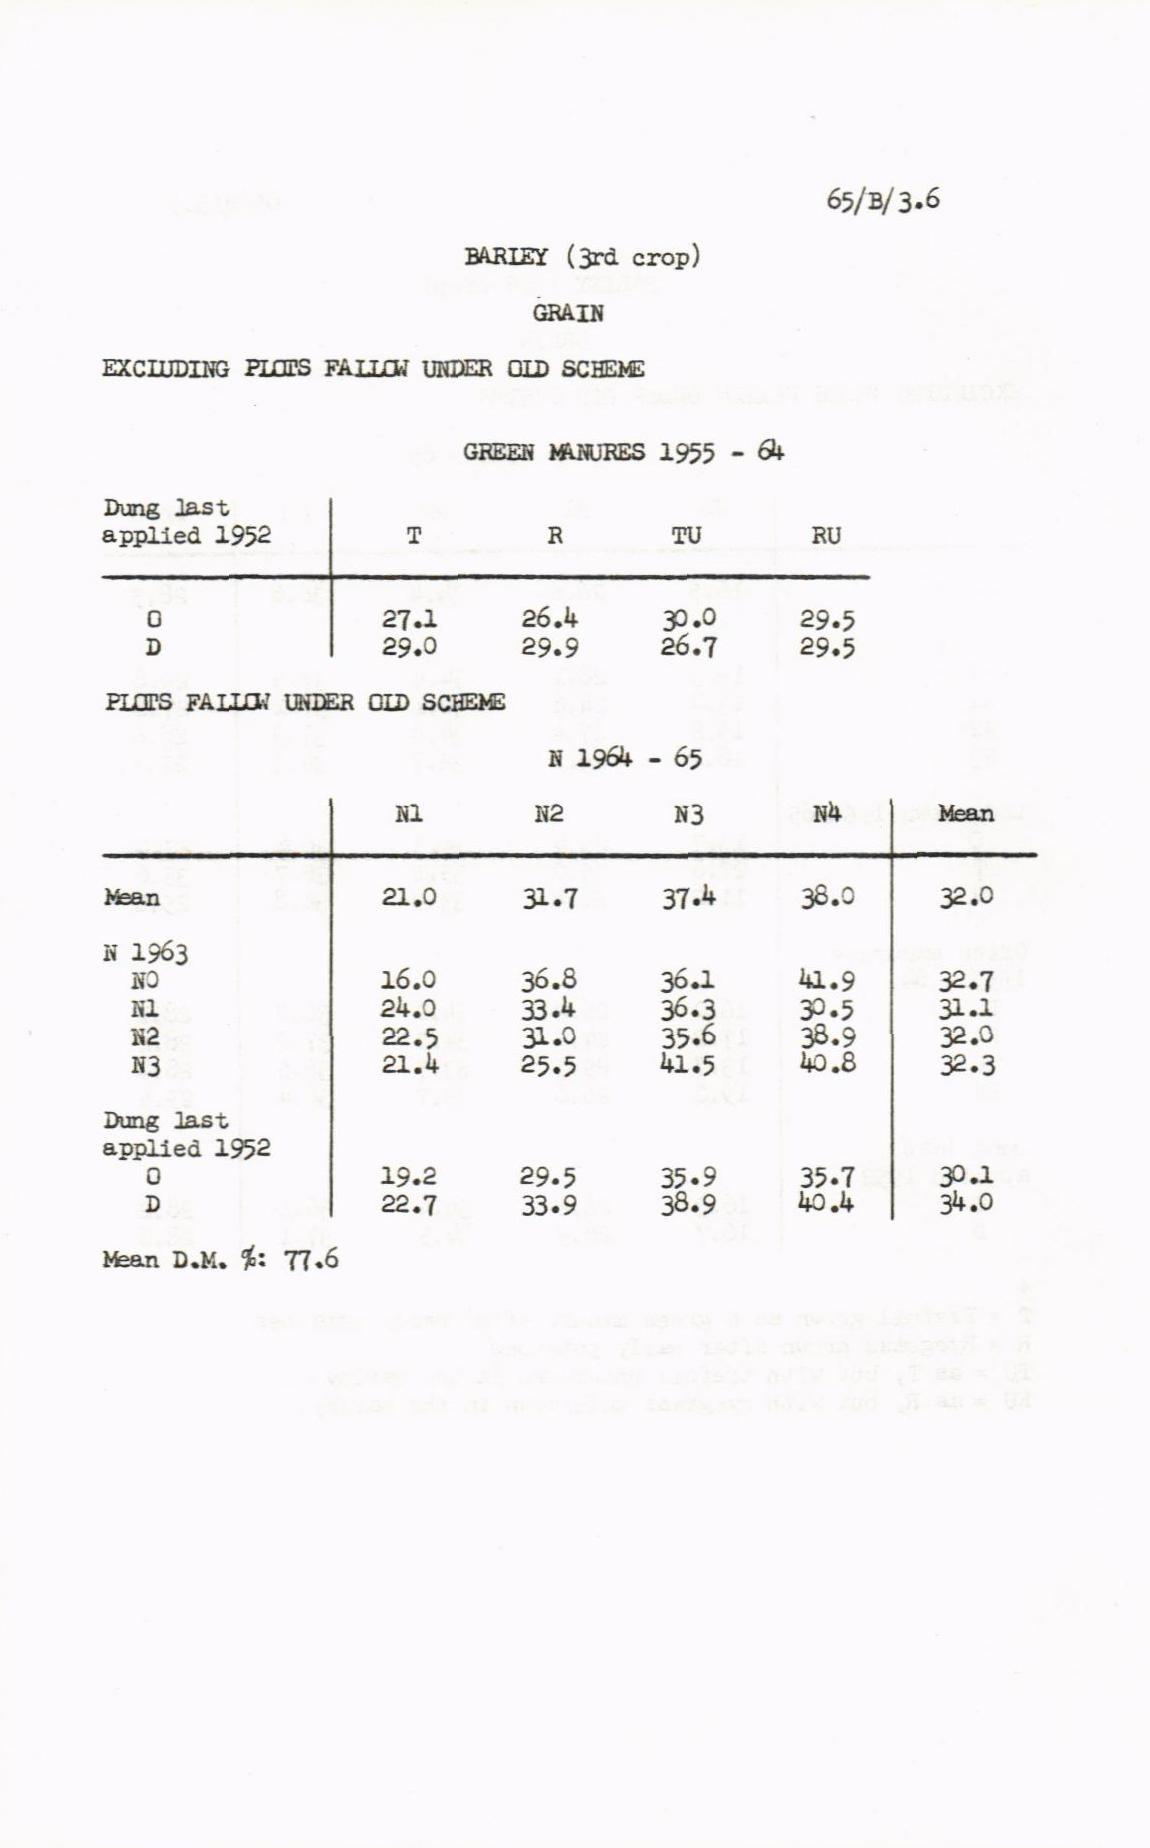 65/B/3.6
BARLEY (3rd crop)
GRAIN
EXCLUDING PLOTS FALLOW UNDER OLD SCHEME
GREEN MANURES 1955 - 64
Dung last
applied 1952 T R TU RU
O 27.1 26.4 30.0 29.5
D 29.0 29.9 26.7 29.5
PLOTS FALLOW UNDER OLD SCHEME
N 1964 - 65
N1 N2 N3 N4 Mean
Mean 21.0 31.7 37.4 38.0 32.0
N 1963
N0 16.0 36.8 36.1 41.9 32.7
N1 24.0 33.4 36.3 30.5 31.1
N2 22.5 31.0 35.6 38.9 32.0
N3 21.4 25.5 41.5 40.8 32.3
Dung last
applied 1952
O 19.2 29.5 35.9 35.7 30.1
D 22.7 33.9 38.9 40.4 34.0
Mean D.M. %: 77.6